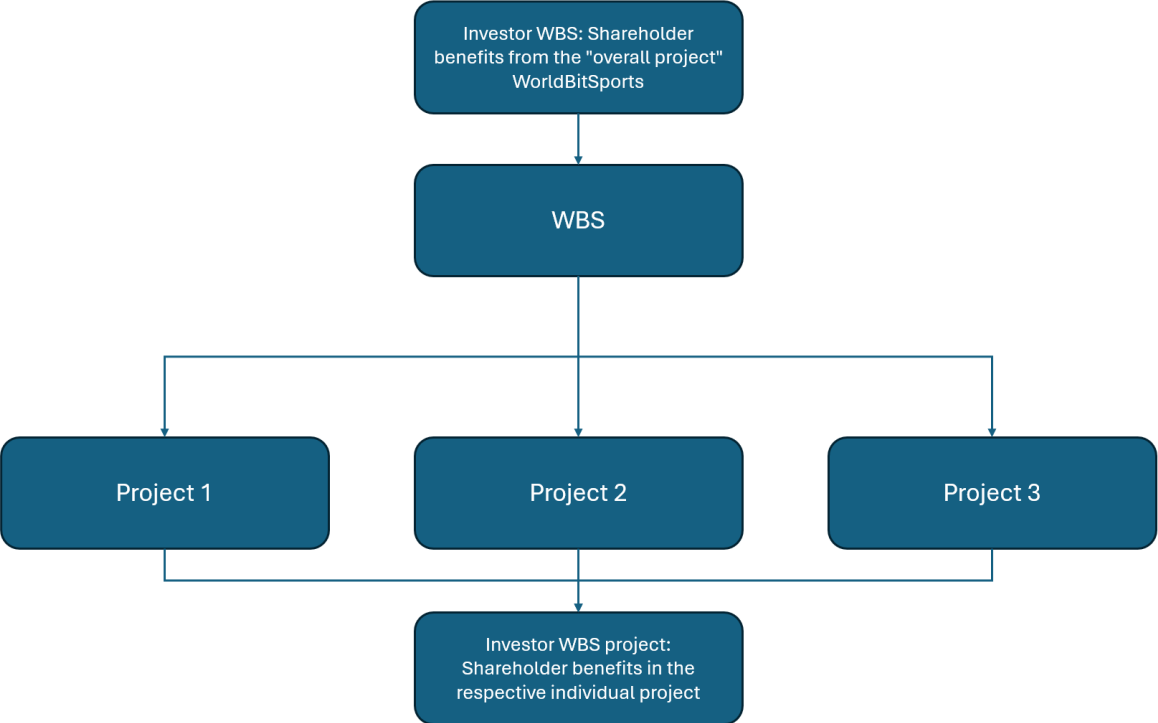 Investor WBS: Shareholder
benefits from the "overall project"
WorldBitSports
WBS
Project 1
Project 2
Project 3
Investor WBS project:
Shareholder benefits in the
respective individual project